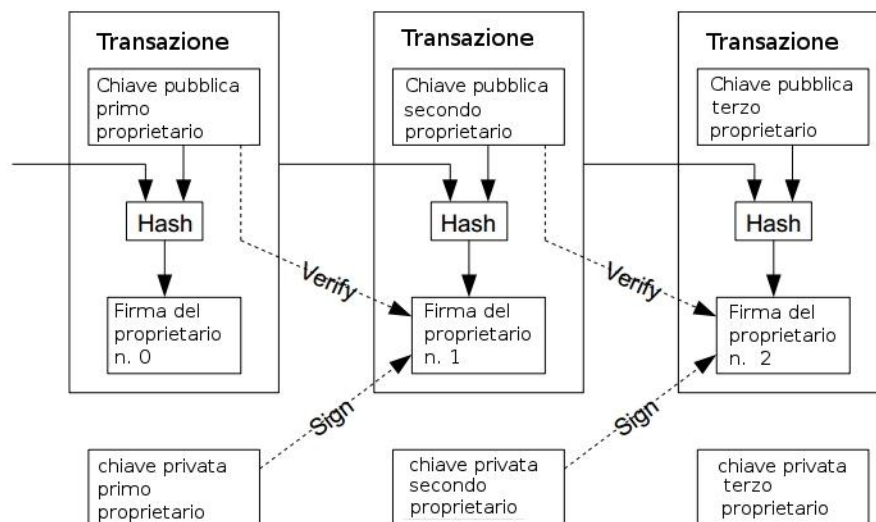 Transazione
Transazione
Transazione
Chiave pubblica
primo
proprietario
Chiave pubblica
secondo
proprietario
Chiave pubblica
terzo
proprietario
Hash
Hash
Hash
Verify
Verify
Firma del
proprietario
n. 0
Firma del
proprietario
n. 1
Firma del
proprietario
n. 2
Sign
Sign
chiave privata
primo
proprietario
chiave privata
secondo
proprietario
chiave privata
terzo
proprietario